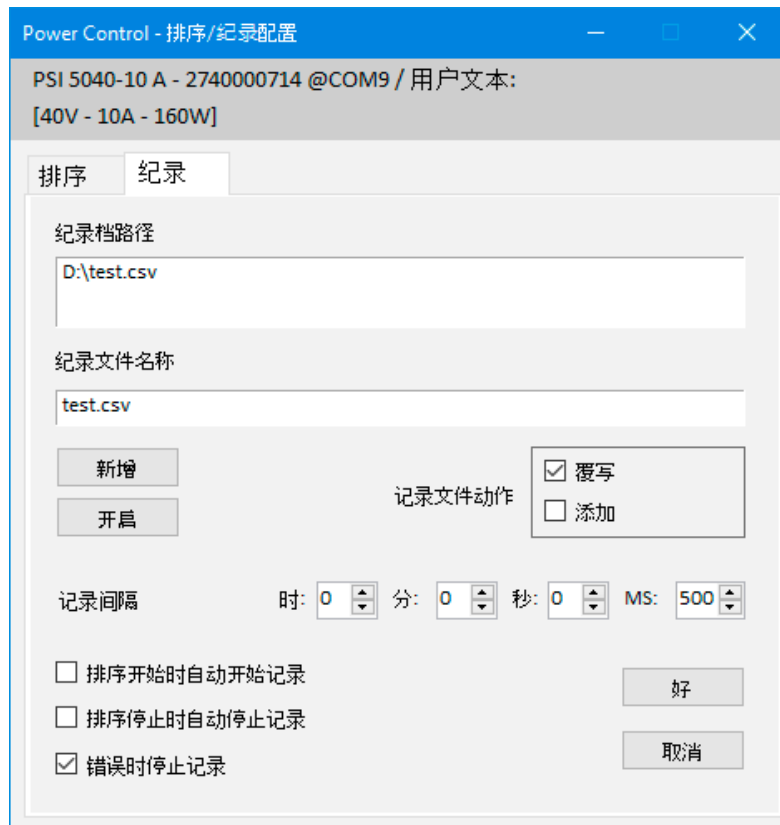 Power Control - 排序/纪录配置
PSI 5040-10 A - 2740000714 @COM9 / 用户文本:
[40V - 10A - 160W]
排序 纪录
纪录档路径
D:\test.csv
纪录文件名称
test.csv
新增
开启
记录文件动作
覆写
添加
记录间隔 时: 0 分: 0 秒: 0 MS: 500
排序开始时自动开始记录
排序停止时自动停止记录
错误时停止记录
好
取消